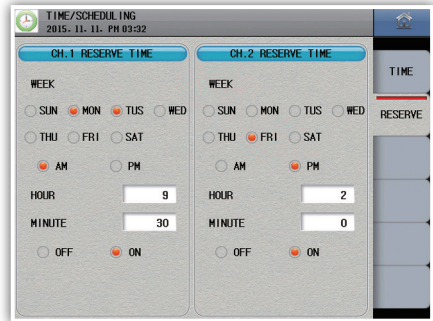 TIME/SCHEDULING
2015. 11. 11. PM 03:32
CH.1 RESERVE TIME
WEEK
SUN MON TUS WED
THU FRI SAT
AM PM
HOUR 9
MINUTE 30
OFF ON
CH.2 RESERVE TIME
WEEK
SUN MON TUS WED
THU FRI SAT
AM PM
HOUR 2
MINUTE 0
OFF ON
TIME
RESERVE